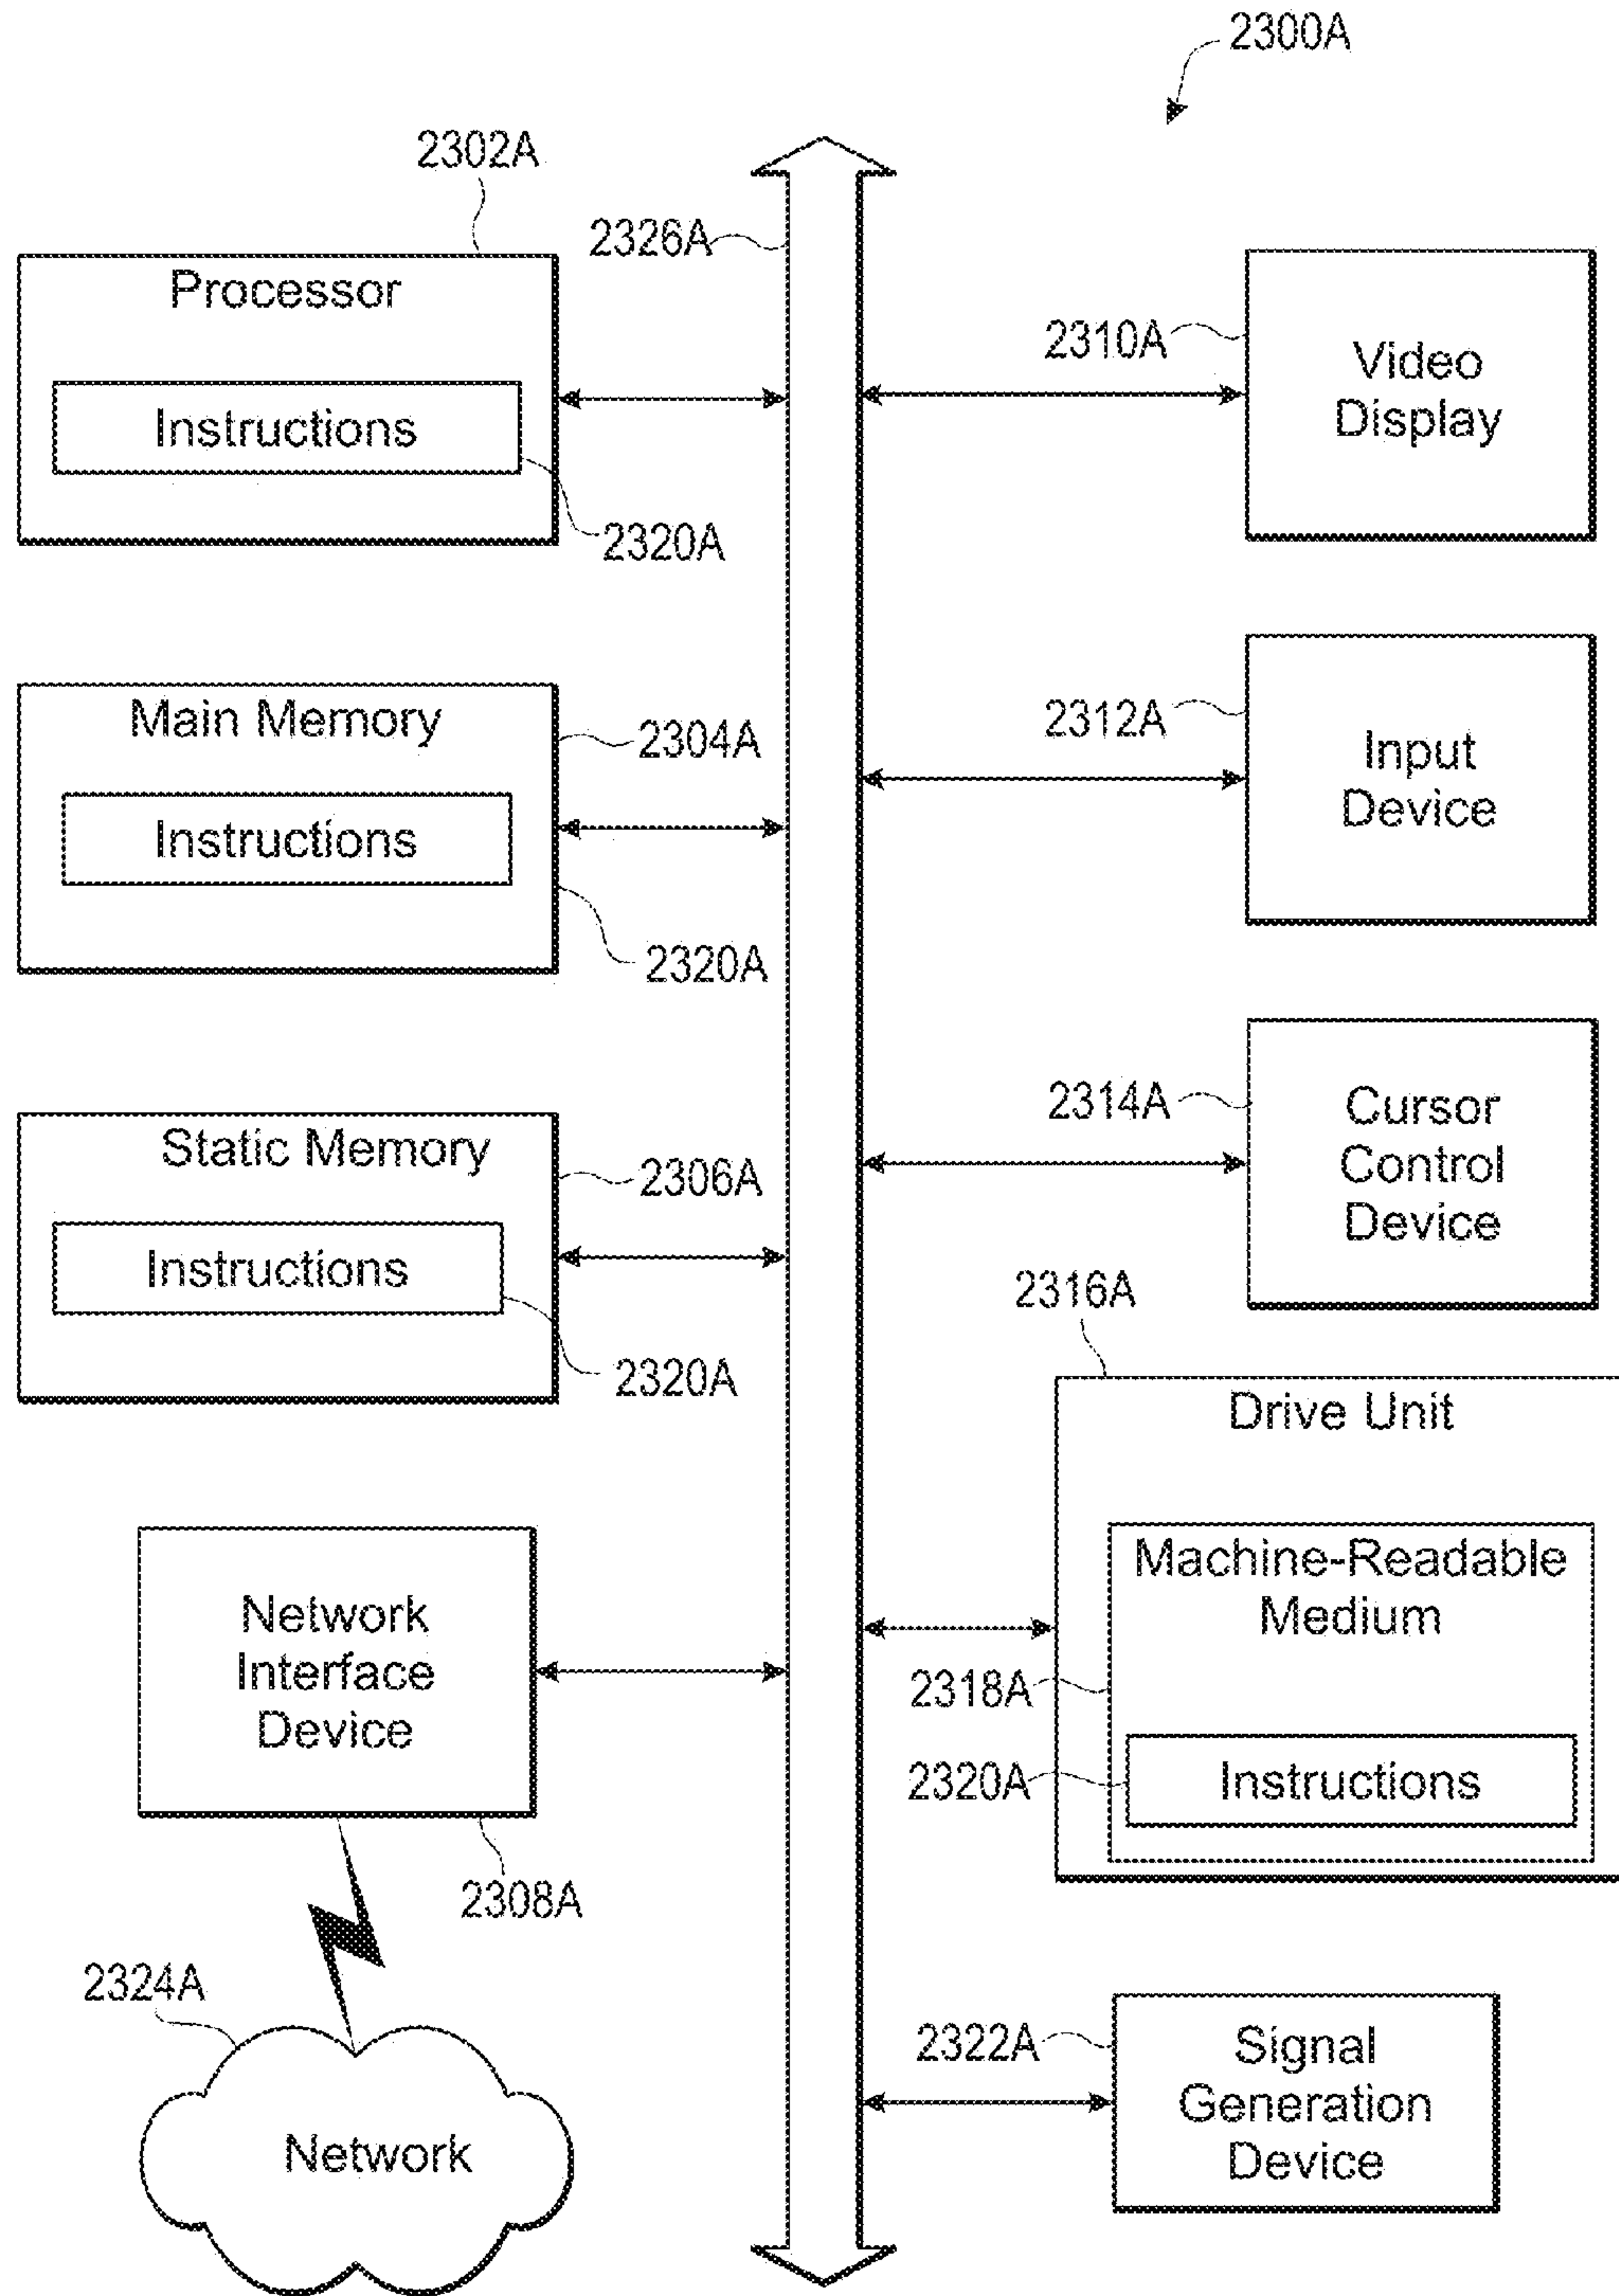 2300A
2302A
2326A
Processor
Instructions
2320A
Main Memory
2304A
Instructions
2320A
Static Memory
2306A
Instructions
2320A
Network
Interface
Device
2308A
2324A
Network
2310A
Video
Display
2312A
Input
Device
2314A
Cursor
Control
Device
2316A
Drive Unit
Machine-Readable
Medium
2318A
2320A
Instructions
2322A
Signal
Generation
Device